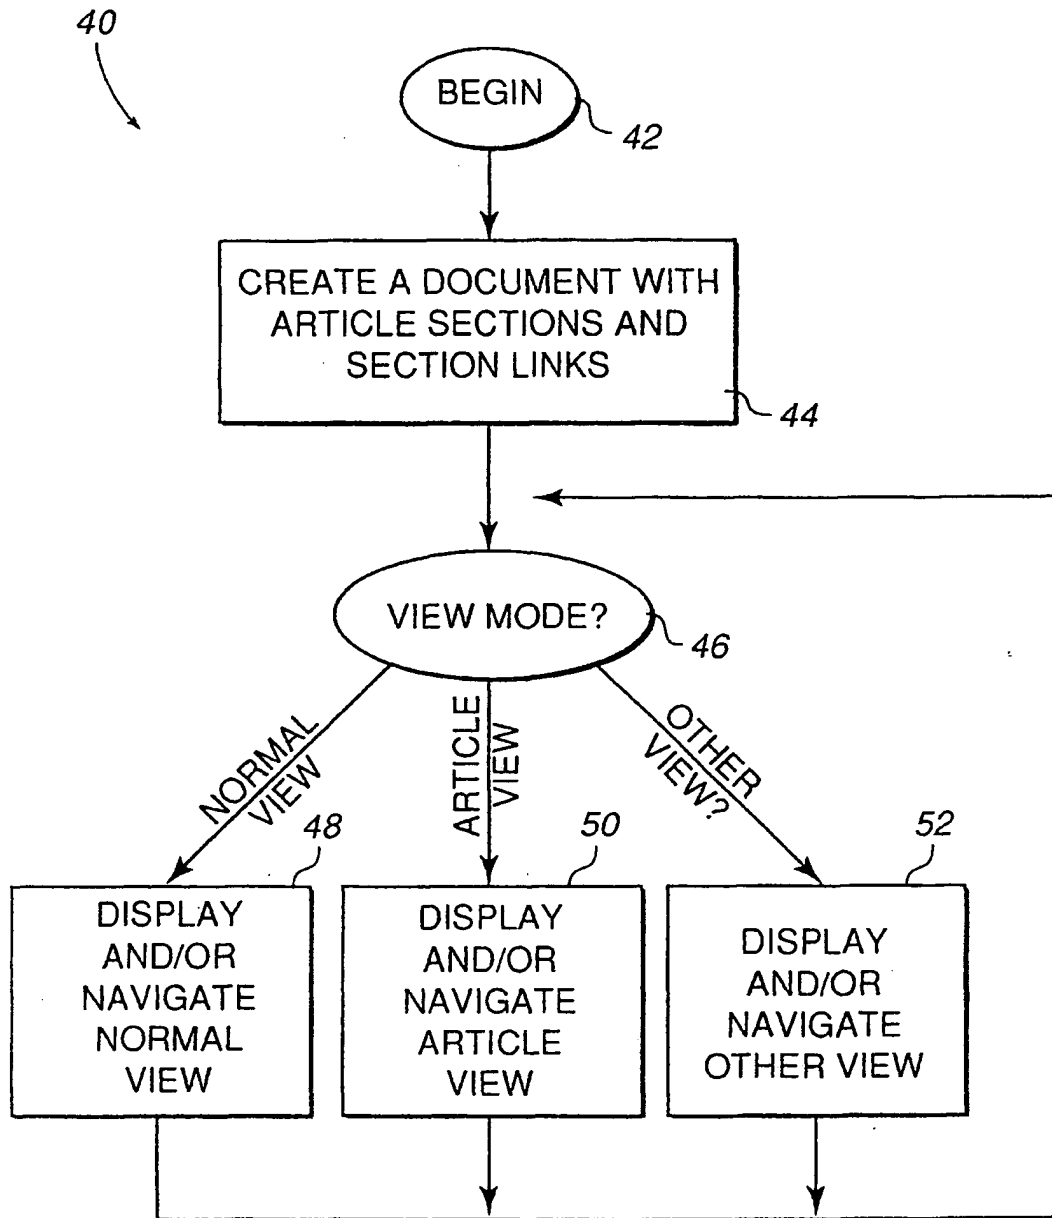 40
BEGIN
42
CREATE A DOCUMENT WITH
ARTICLE SECTIONS AND
SECTION LINKS
44
VIEW MODE?
46
NORMAL
VIEW
ARTICLE
VIEW
OTHER
VIEW?
48
DISPLAY
AND/OR
NAVIGATE
NORMAL
VIEW
50
DISPLAY
AND/OR
NAVIGATE
ARTICLE
VIEW
52
DISPLAY
AND/OR
NAVIGATE
OTHER VIEW